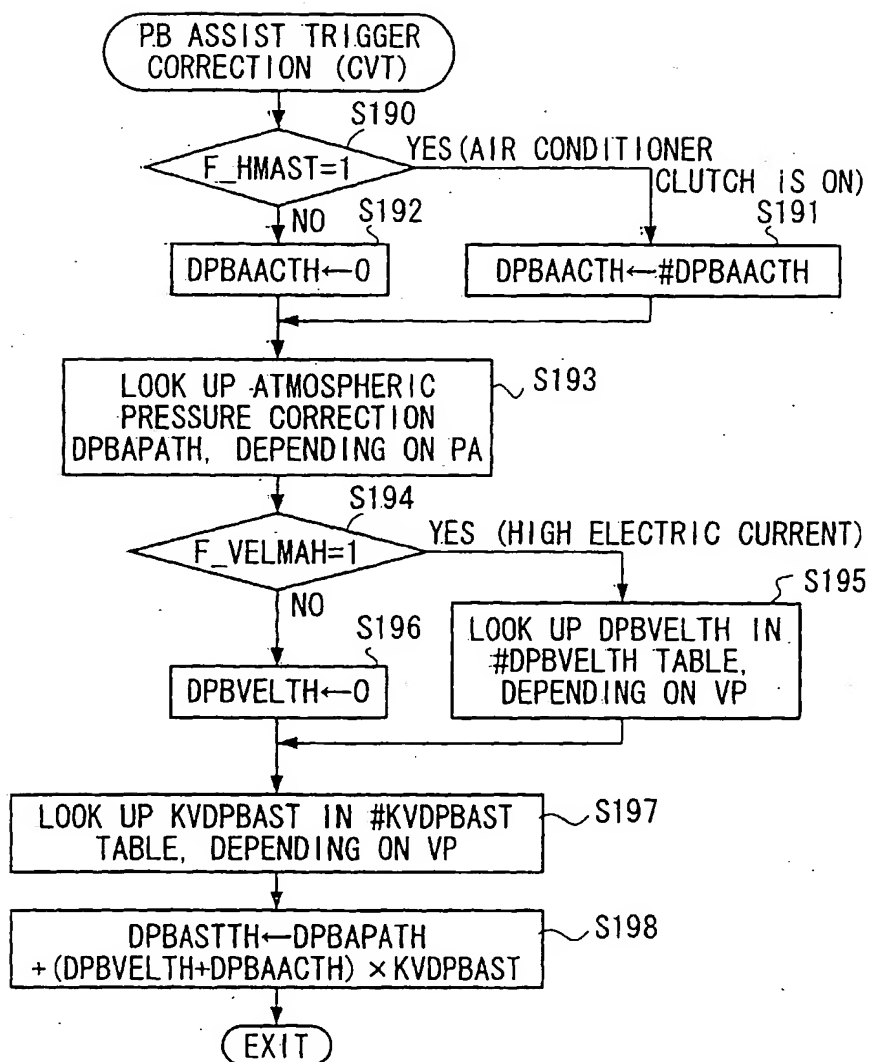 PB ASSIST TRIGGER
CORRECTION (CVT)
S190
F_HMAST=1
YES(AIR CONDITIONER
CLUTCH IS ON)
NO
S192
S191
DPBAACTH←0
DPBAACTH←#DPBAACTH
LOOK UP ATMOSPHERIC
PRESSURE CORRECTION
DPBAPATH, DEPENDING ON PA
S193
S194
F_VELMAH=1
YES (HIGH ELECTRIC CURRENT)
NO
S195
S196
LOOK UP DPBVELTH IN
#DPBVELTH TABLE,
DEPENDING ON VP
DPBVELTH←0
LOOK UP KVDPBAST IN #KVDPBAST
TABLE, DEPENDING ON VP
S197
DPBASTTH←DPBAPATH
+(DPBVELTH+DPBAACTH) ×KVDPBAST
S198
EXIT